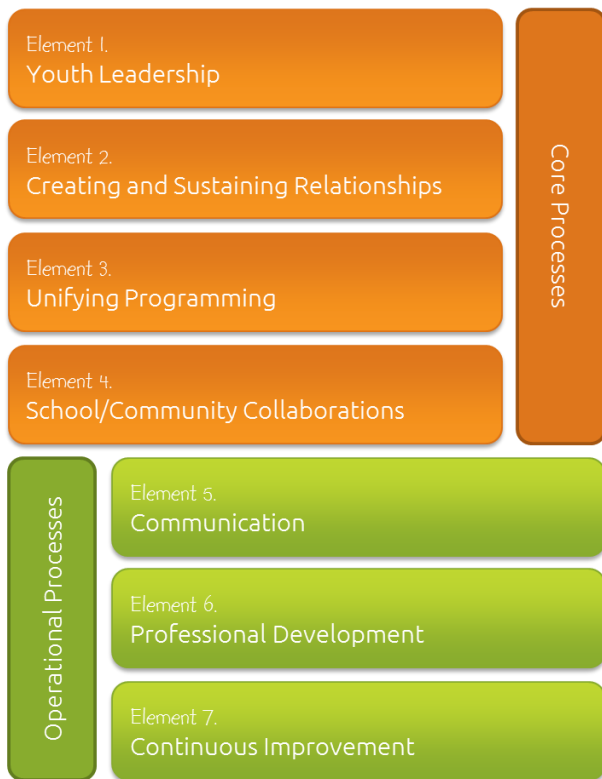 Element 1.
Youth Leadership
Element 2.
Creating and Sustaining Relationships
Element 3.
Unifying Programming
Element 4.
School/Community Collaborations
Core Processes
Operational Processes
Element 5.
Communication
Element 6.
Professional Development
Element 7.
Continuous Improvement